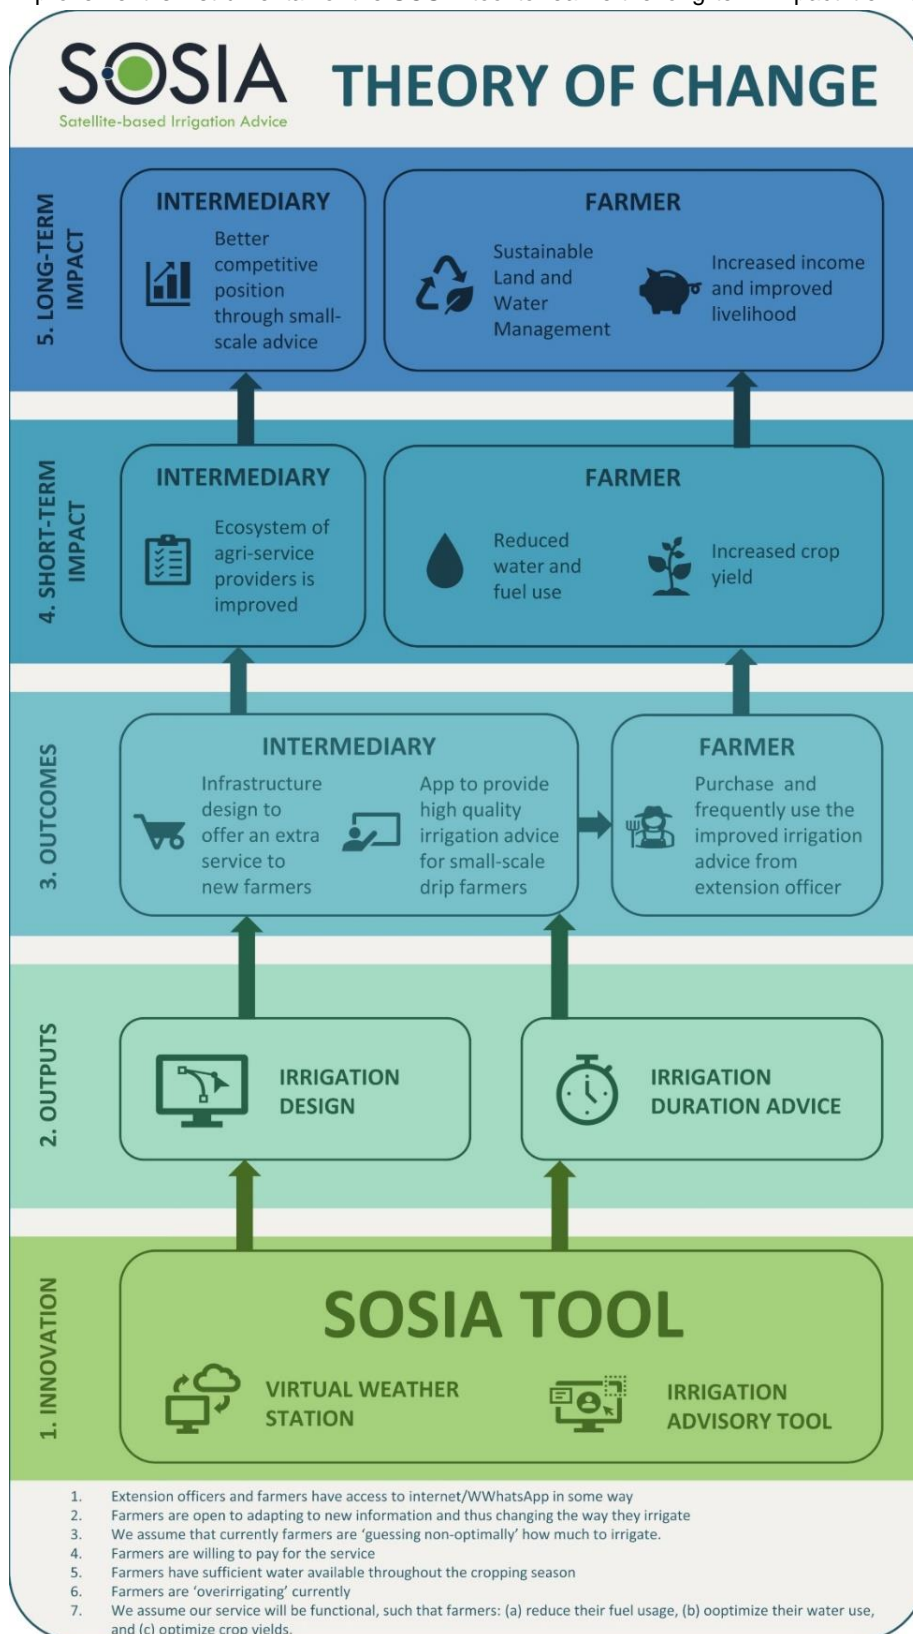 SOSIA
Satellite-based Irrigation Advice
THEORY OF CHANGE
5. LONG-TERM
IMPACT
INTERMEDIARY
Better
competitive
position
through small-
scale advice
FARMER
Sustainable
Land and
Water
Management
Increased income
and improved
livelihood
4. SHORT-TERM
IMPACT
INTERMEDIARY
Ecosystem of
agri-service
providers is
improved
FARMER
Reduced
water and
fuel use
Increased crop
yield
3. OUTCOMES
INTERMEDIARY
Infrastructure
design to
offer an extra
service to
new farmers
App to provide
high quality
irrigation advice
for small-scale
drip farmers
FARMER
Purchase and
frequently use the
improved irrigation
advice from
extension officer
2. OUTPUTS
IRRIGATION
DESIGN
IRRIGATION
DURATION ADVICE
1. INNOVATION
SOSIA TOOL
VIRTUAL WEATHER
STATION
IRRIGATION
ADVISORY TOOL
1. Extension officers and farmers have access to internet/WWhatsApp in some way
2. Farmers are open to adapting to new information and thus changing the way they irrigate
3. We assume that currently farmers are ‘guessing non-optimally’ how much to irrigate.
4. Farmers are willing to pay for the service
5. Farmers have sufficient water available throughout the cropping season
6. Farmers are ‘overirrigating’ currently
7. We assume our service will be functional, such that farmers: (a) reduce their fuel usage, (b) ooptimize their water use,
and (c) optimize crop yields.